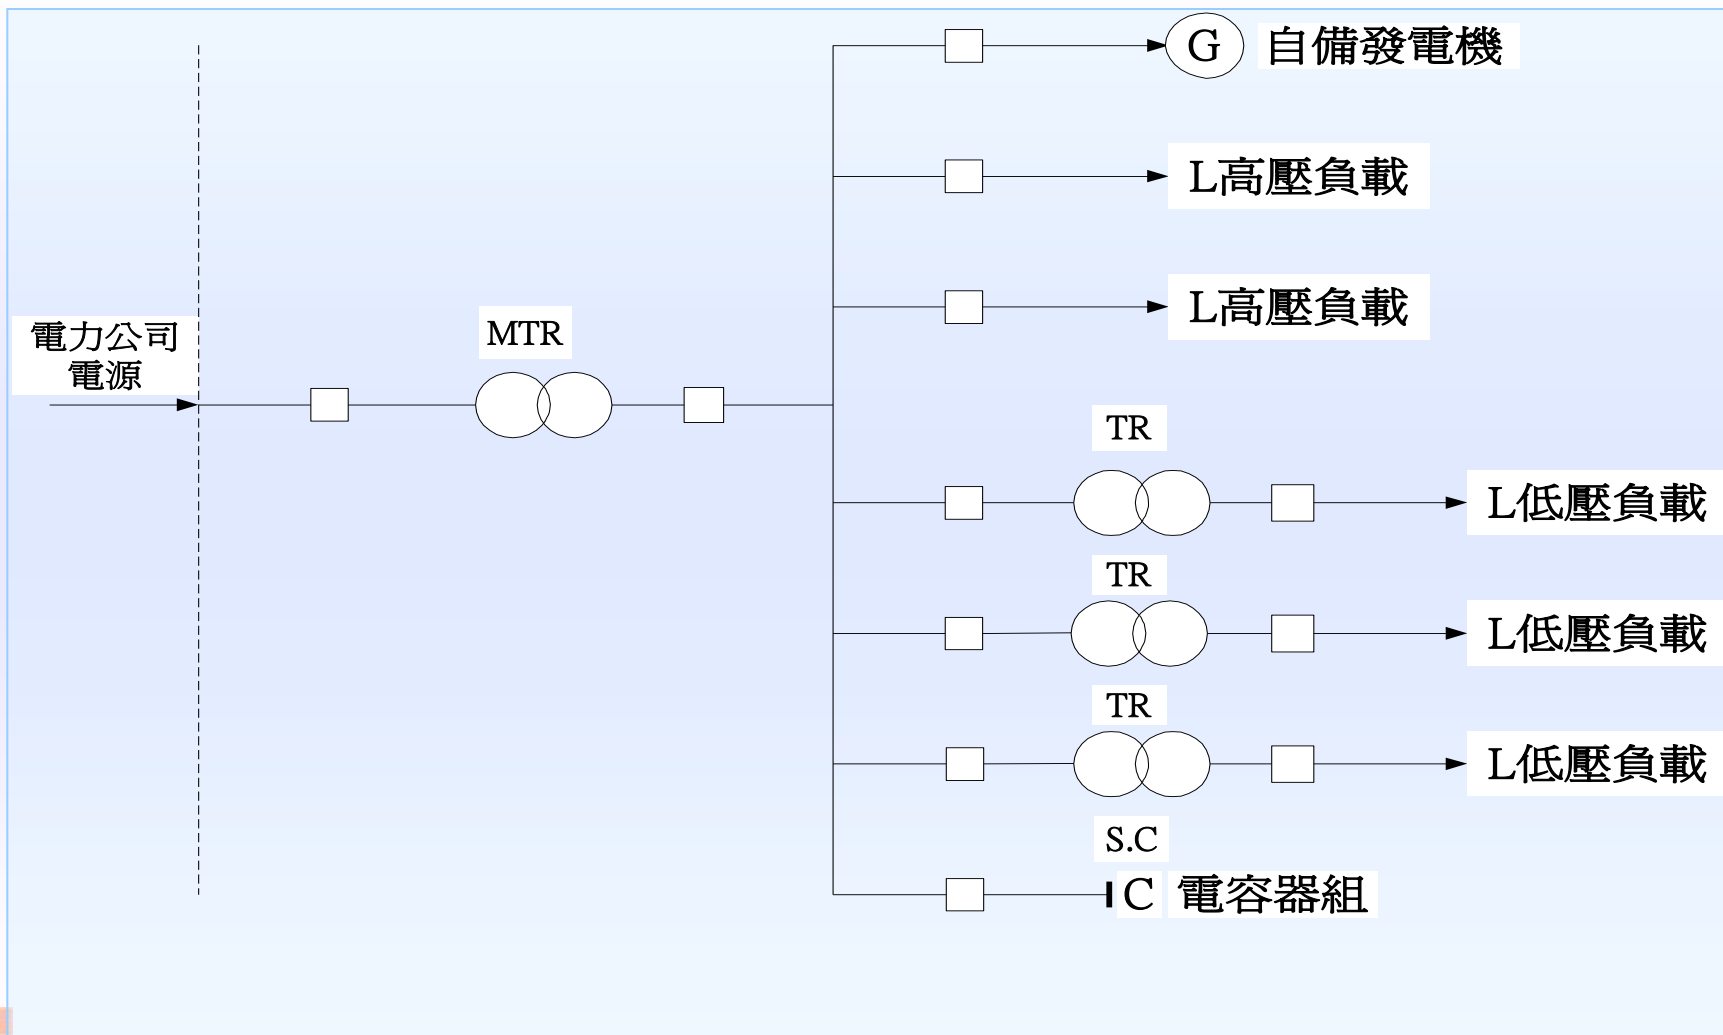 G 自備發電機
L高壓負載
L高壓負載
電力公司
電源
MTR
TR
L低壓負載
TR
L低壓負載
TR
L低壓負載
S.C
C 電容器組